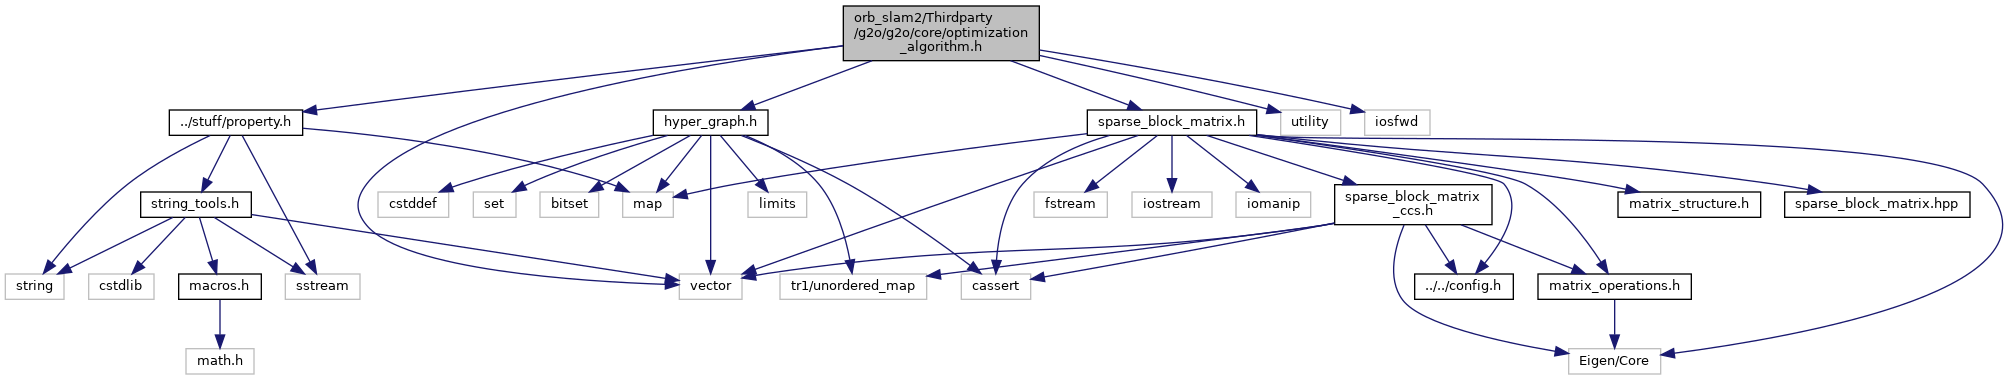 orb_slam2/Thirdparty
/g2o/g2o/core/optimization
_algorithm.h
../stuff/property.h
hyper_graph.h
sparse_block_matrix.h
utility
iosfwd
string_tools.h
cstddef
set
bitset
map
limits
fstream
iostream
iomanip
sparse_block_matrix
_ccs.h
matrix_structure.h
sparse_block_matrix.hpp
string
cstdlib
macros.h
sstream
vector
tr1/unordered_map
cassert
../../config.h
matrix_operations.h
math.h
Eigen/Core